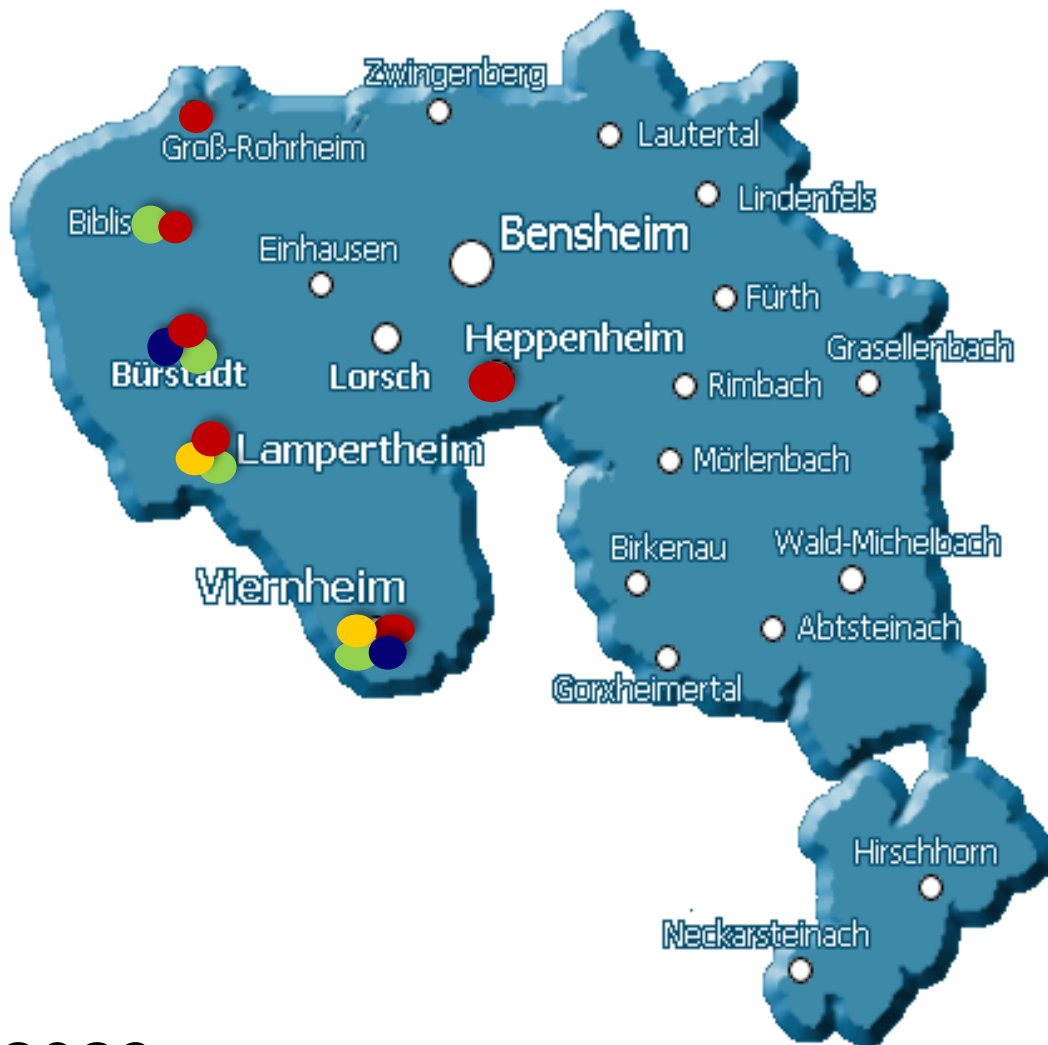 Zwingenberg
Lautertal
Groß-Rohrheim
Lindenfels
Biblis
Bensheim
Einhausen
Fürth
Heppenheim
Grasellenbach
Bürstadt
Lorsch
Rimbach
Lampertheim
Mörlenbach
Birkenau
Wald-Michelbach
Viernheim
Abtsteinach
Gorxheimertal
Hirschhorn
Neckarsteinach